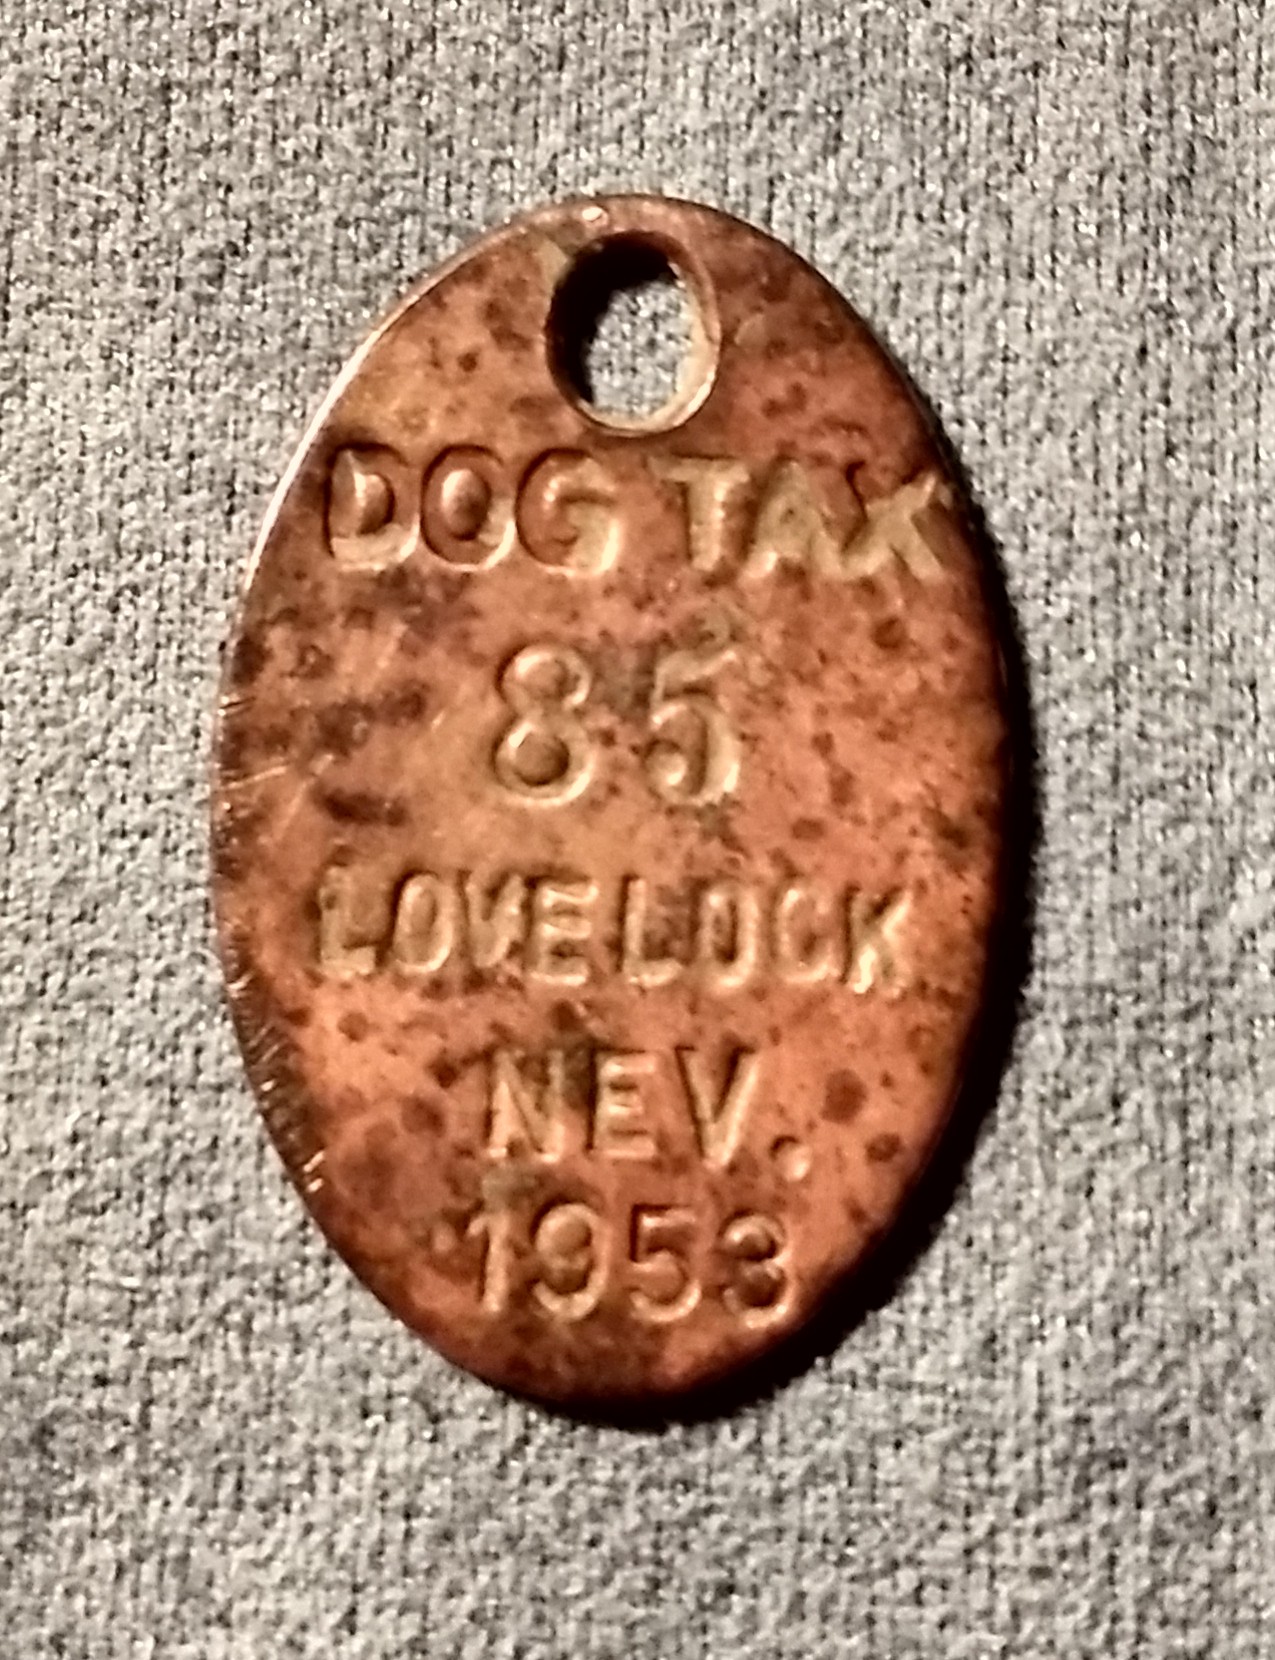 DOG TAX
85
LOVELOCK
NEV.
1953